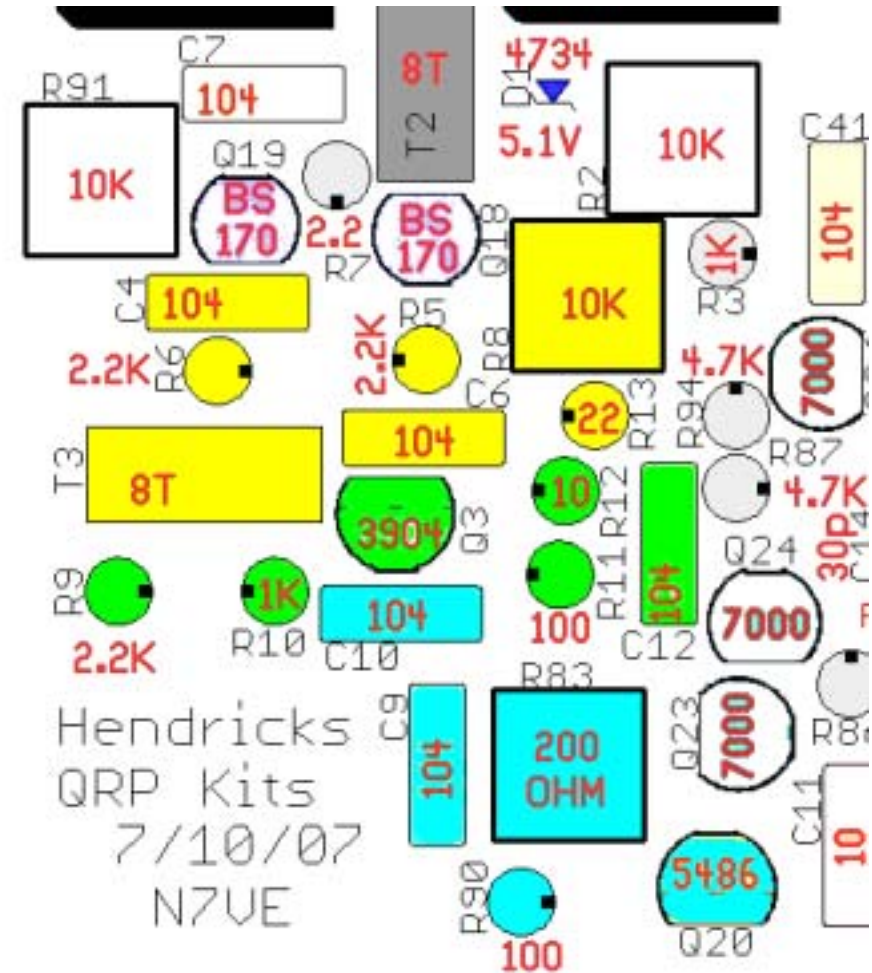 C7
4734
R91
104
8T
D1
C41
T2
5.1V
10K
Q19
10K
BS
170
BS
170
Q18
R2
104
2.2
R7
1K
R3
C4
104
10K
R5
R8
2.2K
R6
2.2K
4.7K
7000
C6
22
R13
R94
104
R87
T3
8T
10
R12
4.7K
3904
Q3
Q24
30P
C14
R9
1K
104
R11
104
7000
R10
C10
100
C12
2.2K
R83
C9
Hendricks
200
OHM
Q23
7000
104
QRP Kits
C11
10
7/10/07
N7VE
R90
5486
100
Q20